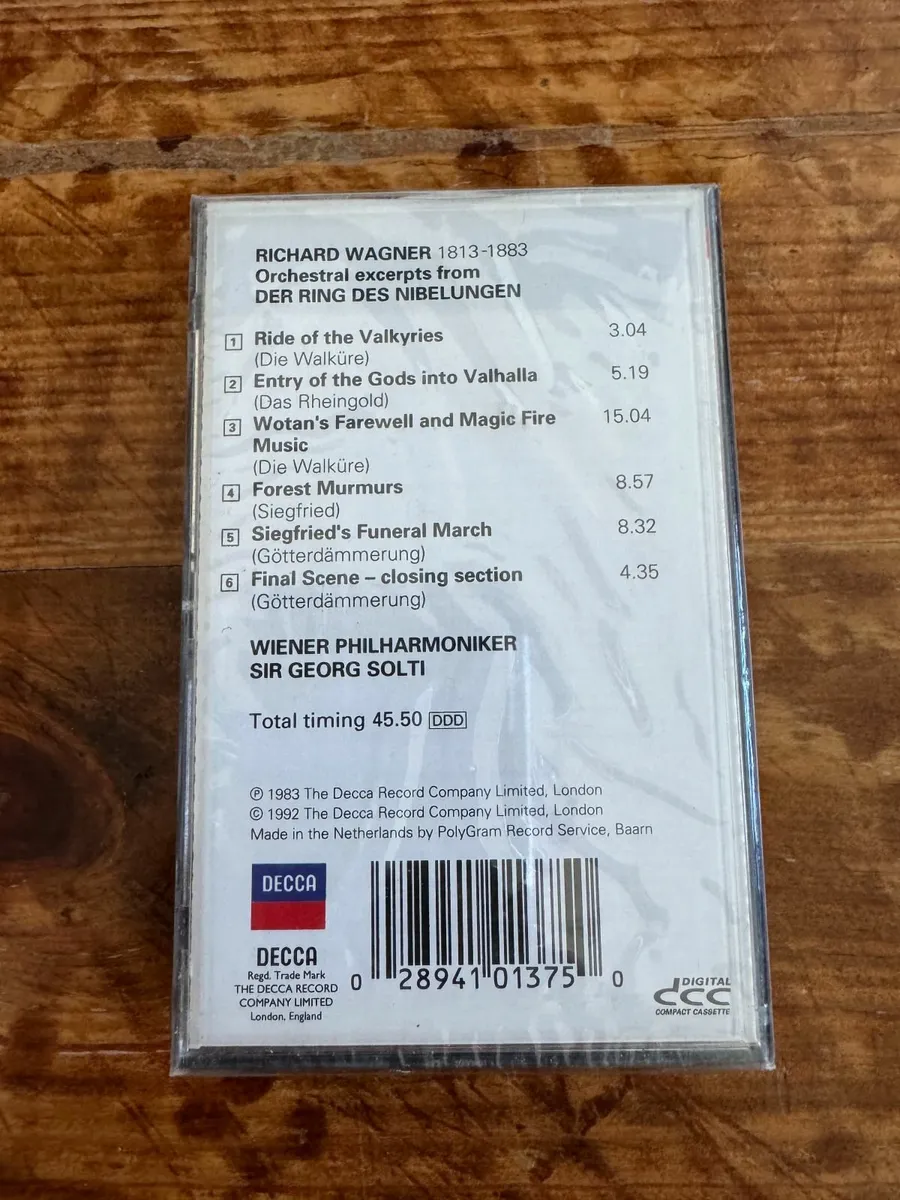 RICHARD WAGNER 1813-1883
Orchestral excerpts from
DER RING DES NIBELUNGEN
1 Ride of the Valkyries 3.04
(Die Walküre)
2 Entry of the Gods into Valhalla 5.19
(Das Rheingold)
3 Wotan's Farewell and Magic Fire 15.04
Music
(Die Walküre)
4 Forest Murmurs 8.57
(Siegfried)
5 Siegfried's Funeral March 8.32
(Götterdämmerung)
6 Final Scene – closing section 4.35
(Götterdämmerung)
WIENER PHILHARMONIKER
SIR GEORG SOLTI
Total timing 45.50 DDD
℗ 1983 The Decca Record Company Limited, London
© 1992 The Decca Record Company Limited, London
Made in the Netherlands by PolyGram Record Service, Baarn
DECCA
DECCA
Regd. Trade Mark
THE DECCA RECORD
COMPANY LIMITED
London, England
0 28941 01375 0
DIGITAL
dcc
COMPACT CASSETTE